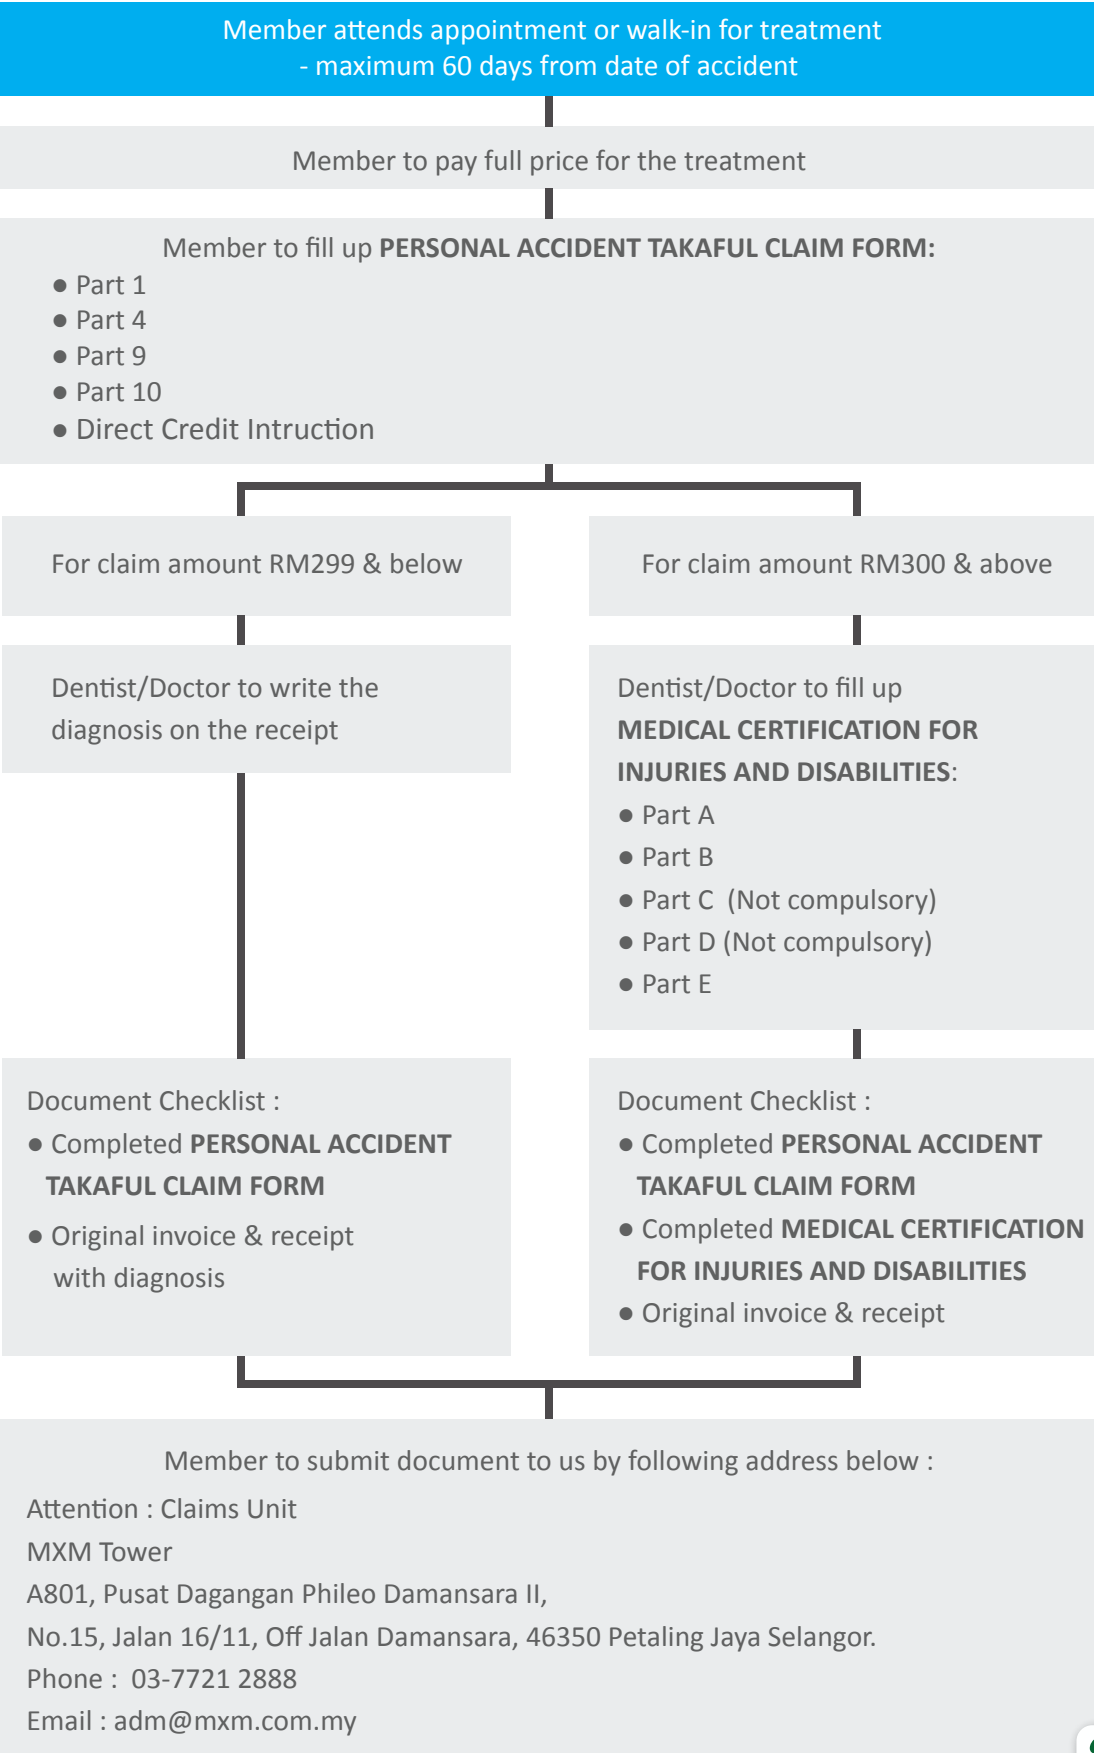 Member attends appointment or walk-in for treatment
- maximum 60 days from date of accident
Member to pay full price for the treatment
Member to fill up PERSONAL ACCIDENT TAKAFUL CLAIM FORM:
● Part 1
● Part 4
● Part 9
● Part 10
● Direct Credit Intruction
For claim amount RM299 & below
Dentist/Doctor to write the
diagnosis on the receipt
Document Checklist :
● Completed PERSONAL ACCIDENT
TAKAFUL CLAIM FORM
● Original invoice & receipt
with diagnosis
For claim amount RM300 & above
Dentist/Doctor to fill up
MEDICAL CERTIFICATION FOR
INJURIES AND DISABILITIES:
● Part A
● Part B
● Part C (Not compulsory)
● Part D (Not compulsory)
● Part E
Document Checklist :
● Completed PERSONAL ACCIDENT
TAKAFUL CLAIM FORM
● Completed MEDICAL CERTIFICATION
FOR INJURIES AND DISABILITIES
● Original invoice & receipt
Member to submit document to us by following address below :
Attention : Claims Unit
MXM Tower
A801, Pusat Dagangan Phileo Damansara II,
No.15, Jalan 16/11, Off Jalan Damansara, 46350 Petaling Jaya Selangor.
Phone : 03-7721 2888
Email : adm@mxm.com.my